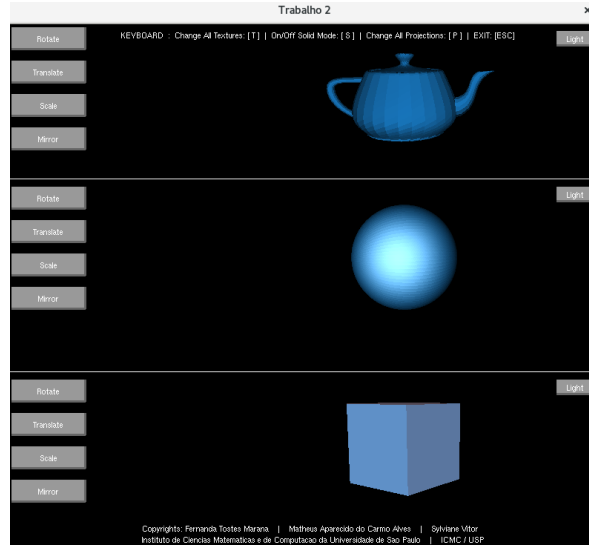 Trabalho 2
×
Rotate
KEYBOARD : Change All Textures: [ T ] | On/Off Solid Mode: [ S ] | Change All Projections: [ P ] | EXIT: [ESC]
Light
Translate
Scale
Mirror
Rotate
Light
Translate
Scale
Mirror
Rotate
Light
Translate
Scale
Mirror
Copyrights: Fernanda Tostes Marana | Matheus Aparecido do Carmo Alves | Sylviane Vitor
Instituto de Ciencias Matematicas e de Computacao da Universidade de Sao Paulo | ICMC / USP